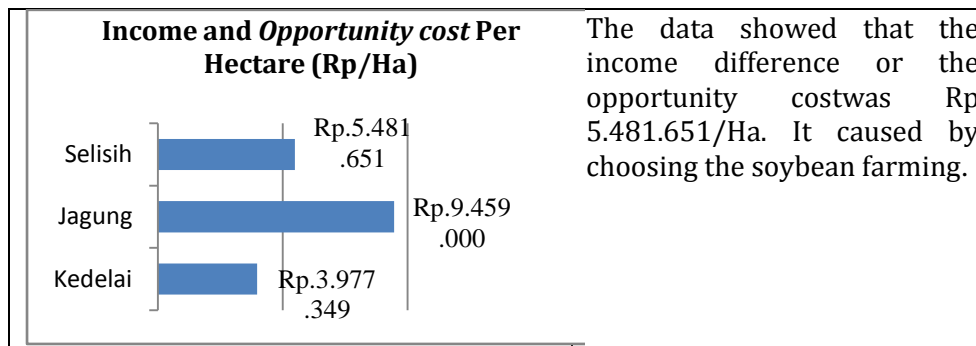 Income and Opportunity cost Per
Hectare (Rp/Ha)
Selisih
Rp.5.481
.651
Jagung
Rp.9.459
.000
Kedelai
Rp.3.977
.349
The data showed that the
income difference or the
opportunity costwas Rp
5.481.651/Ha. It caused by
choosing the soybean farming.